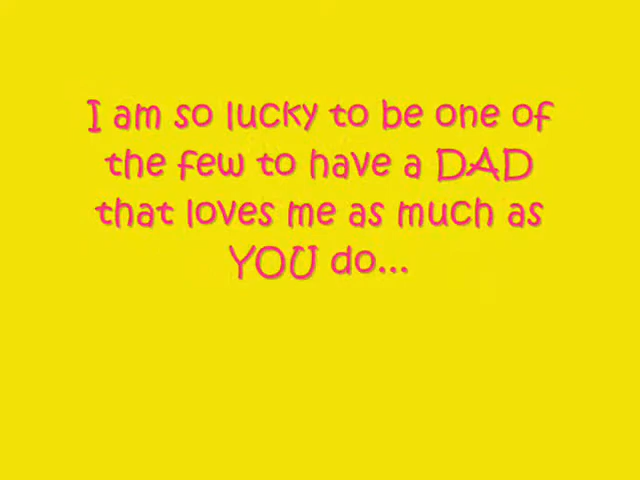 I am so lucky to be one of
the few to have a DAD
that loves me as much as
YOU do...